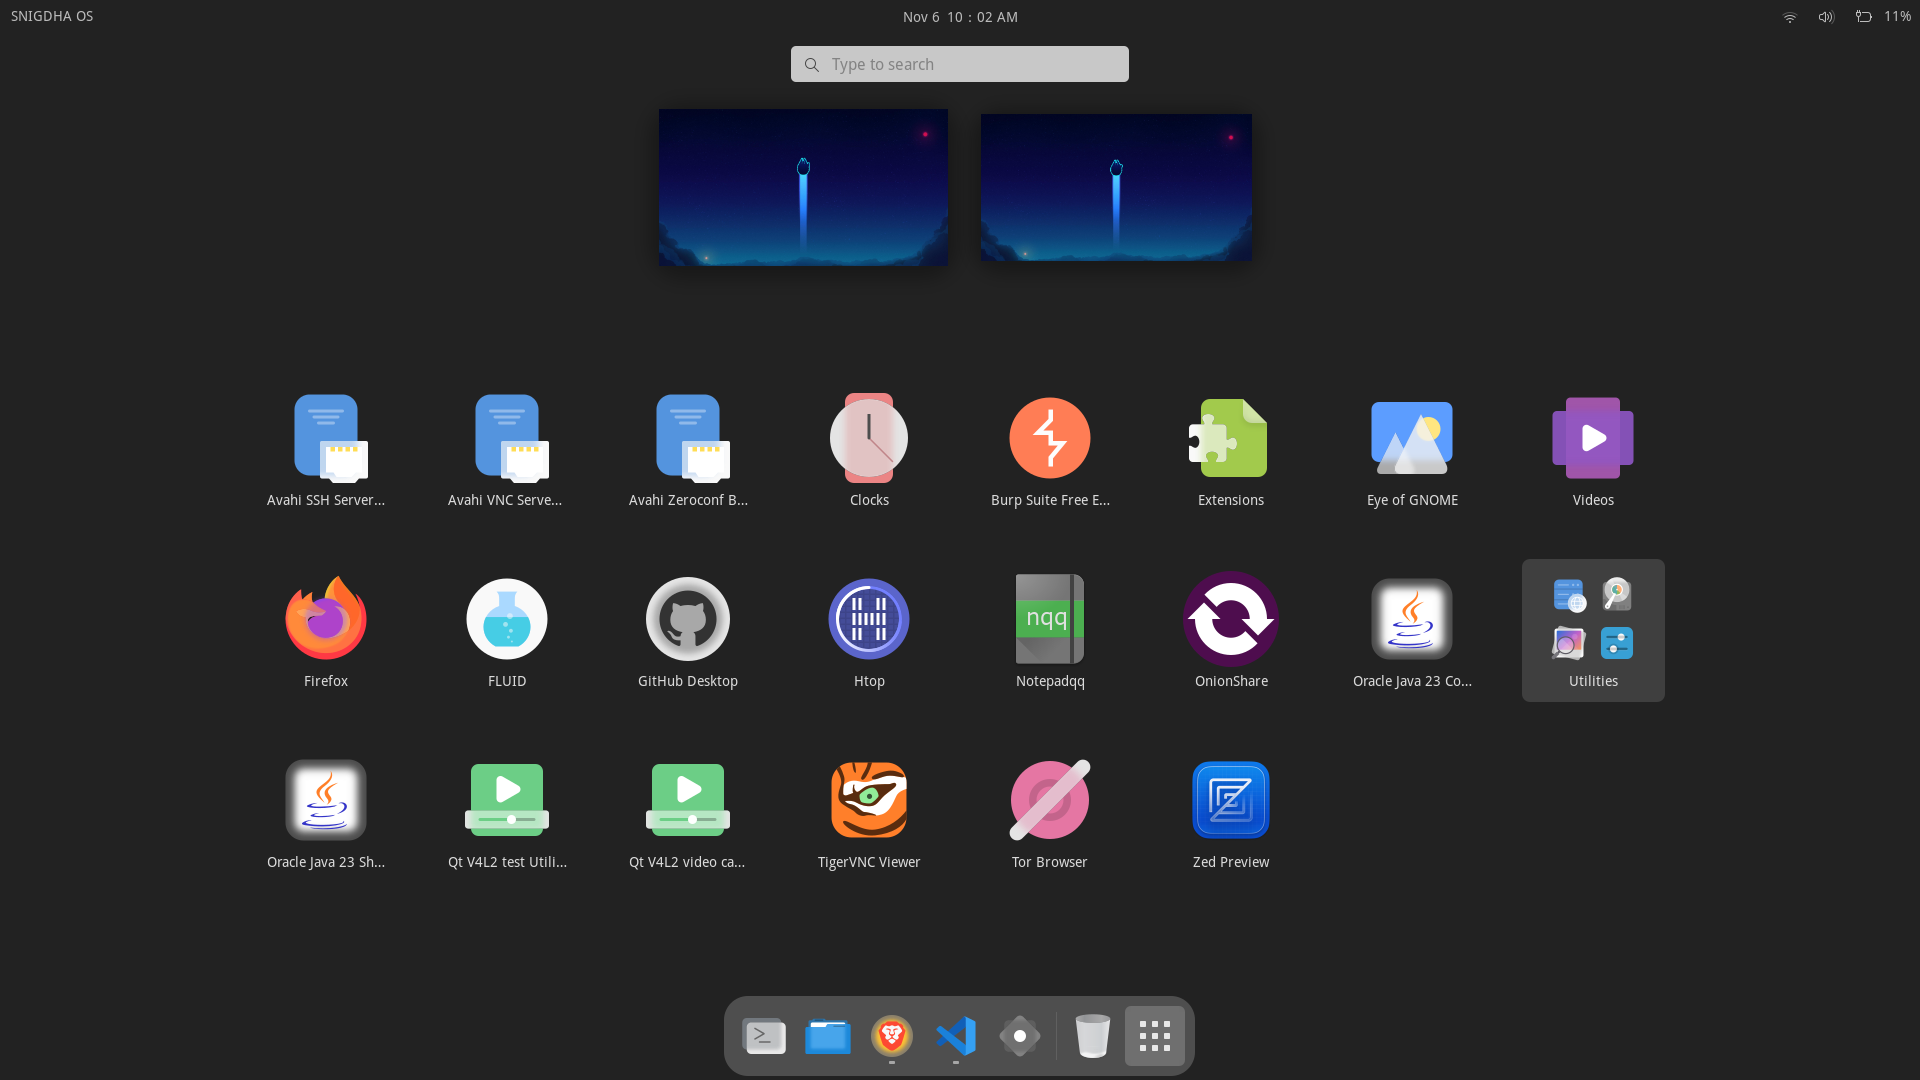 SNIGDHA OS
Nov 6 10 : 02 AM
11%
Type to search
Avahi SSH Server...
Avahi VNC Serve...
Avahi Zeroconf B...
Clocks
Burp Suite Free E...
Extensions
Eye of GNOME
Videos
nqq
Firefox
FLUID
GitHub Desktop
Htop
Notepadqq
OnionShare
Oracle Java 23 Co...
Utilities
Oracle Java 23 Sh...
Qt V4L2 test Utili...
Qt V4L2 video ca...
TigerVNC Viewer
Tor Browser
Zed Preview